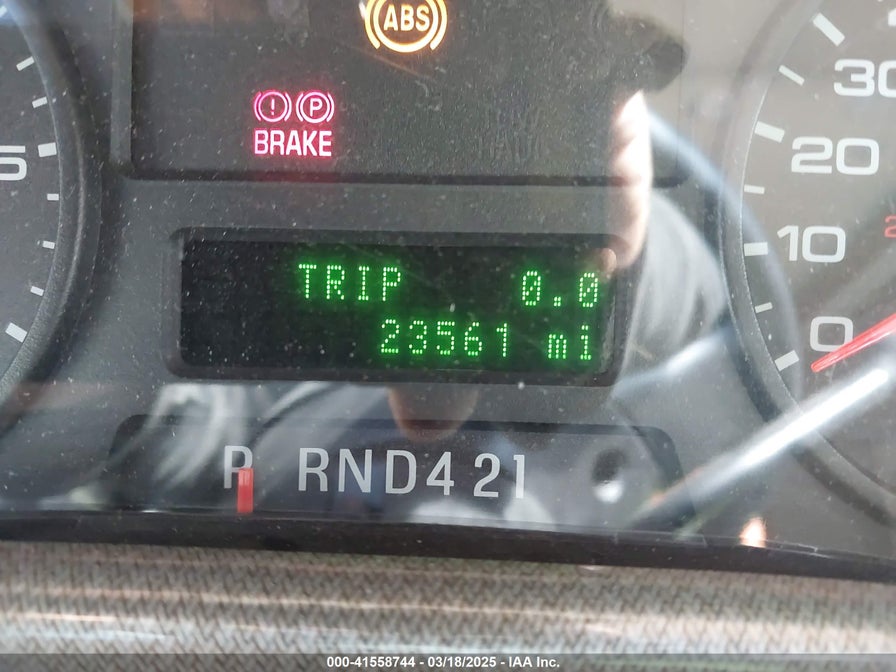 ABS
! P
BRAKE
5
30
20
10
0
TRIP 0.0
23561 mi
P RND421
000-41558744 - 03/18/2025 - IAA Inc.